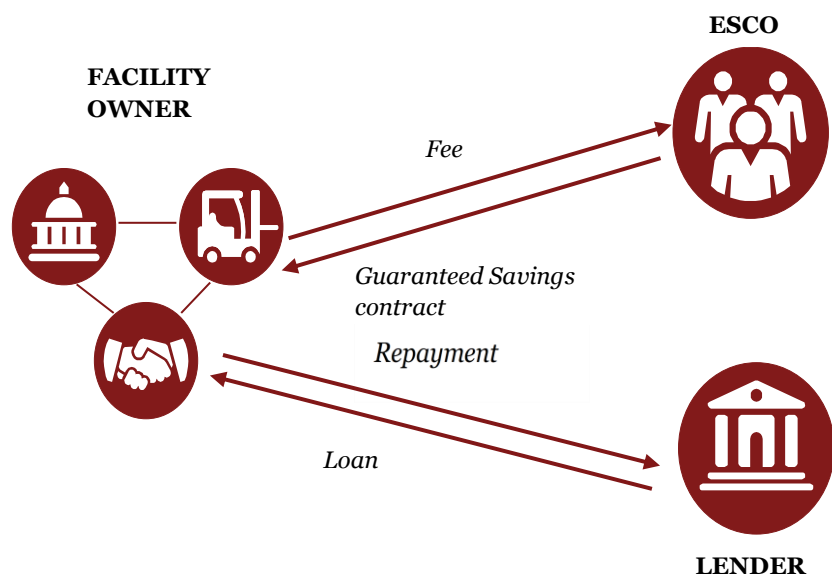 ESCO
FACILITY
OWNER
Fee
Guaranteed Savings
contract
Repayment
Loan
LENDER